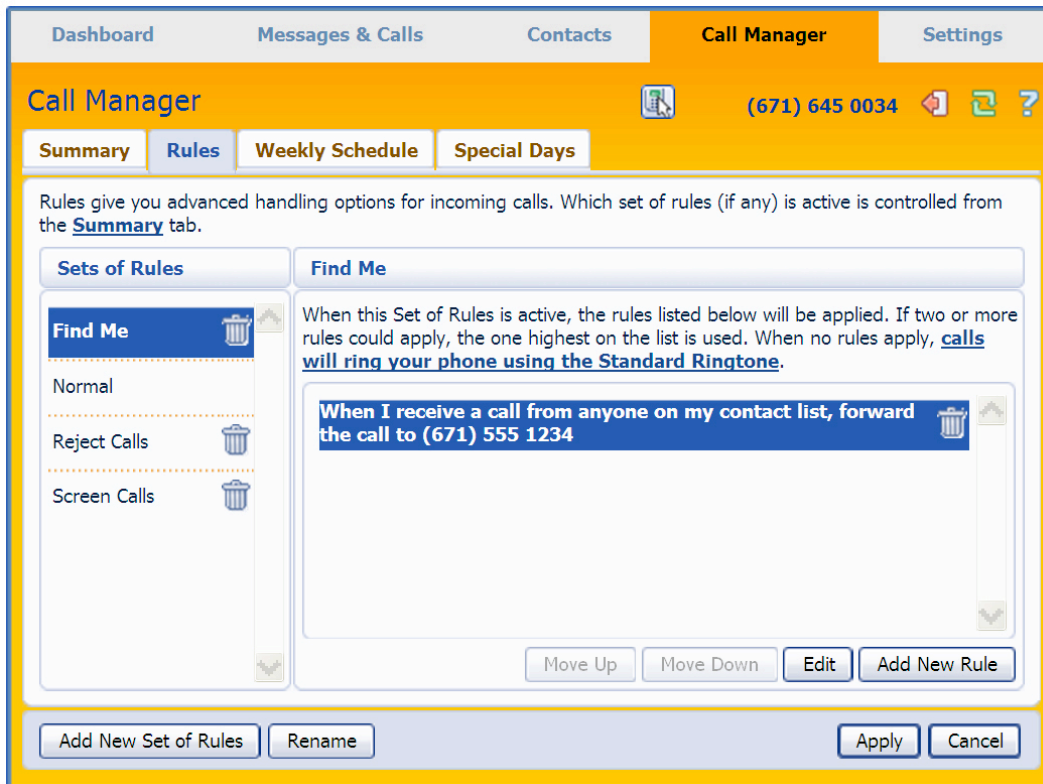 Dashboard Messages & Calls Contacts Call Manager Settings
Call Manager (671) 645 0034 ?
Summary Rules Weekly Schedule Special Days
Rules give you advanced handling options for incoming calls. Which set of rules (if any) is active is controlled from
the Summary tab.
Sets of Rules
Find Me
Normal
Reject Calls
Screen Calls
Find Me
When this Set of Rules is active, the rules listed below will be applied. If two or more
rules could apply, the one highest on the list is used. When no rules apply, calls
will ring your phone using the Standard Ringtone.
When I receive a call from anyone on my contact list, forward
the call to (671) 555 1234
Move Up Move Down Edit Add New Rule
Add New Set of Rules Rename Apply Cancel